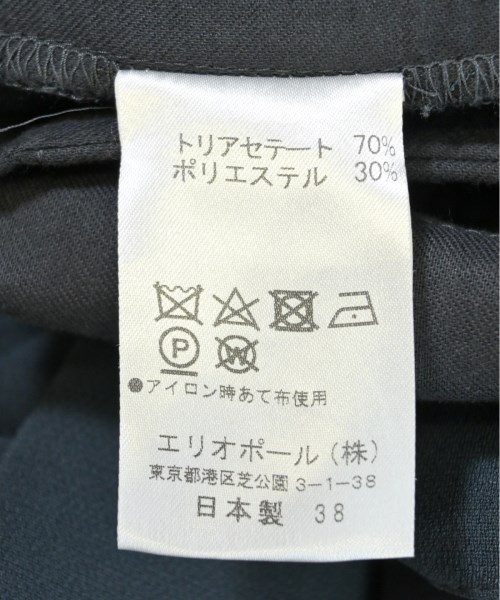 トリアセテート 70%
ポリエステル 30%
P W
●アイロン時あて布使用
エリオポール(株)
東京都港区芝公園 3-1-38
日本製 38